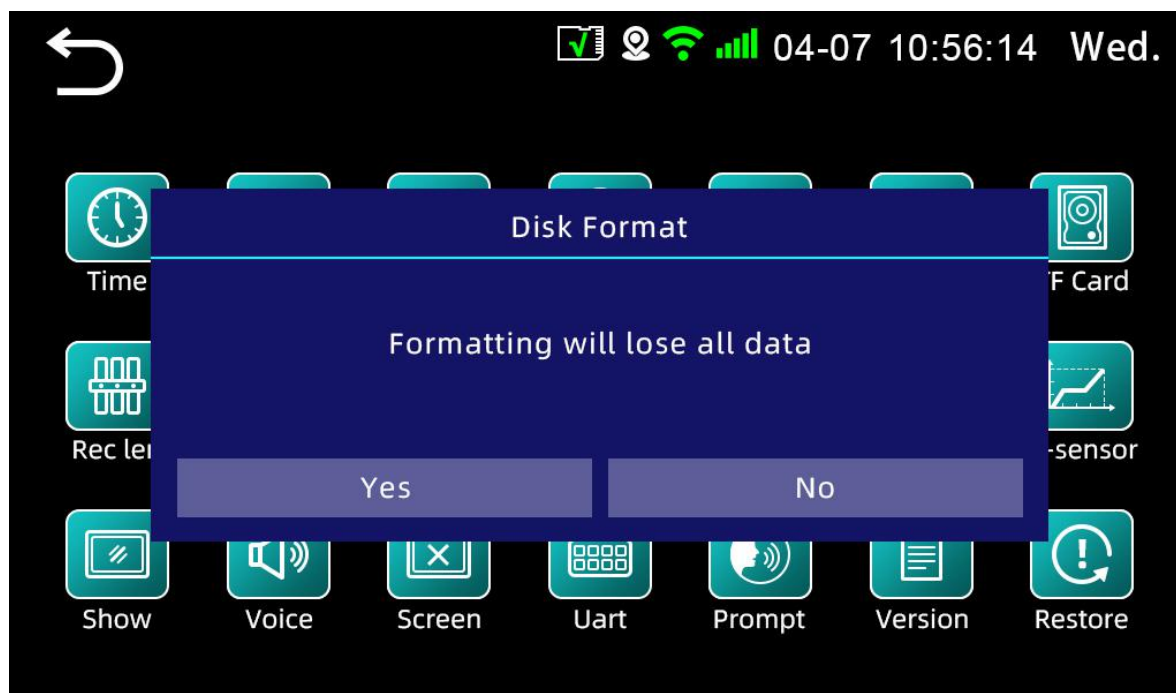 04-07 10:56:14 Wed.
Disk Format
Time
F Card
Formatting will lose all data
Rec ler
-sensor
Yes No
Show Voice Screen Uart Prompt Version Restore